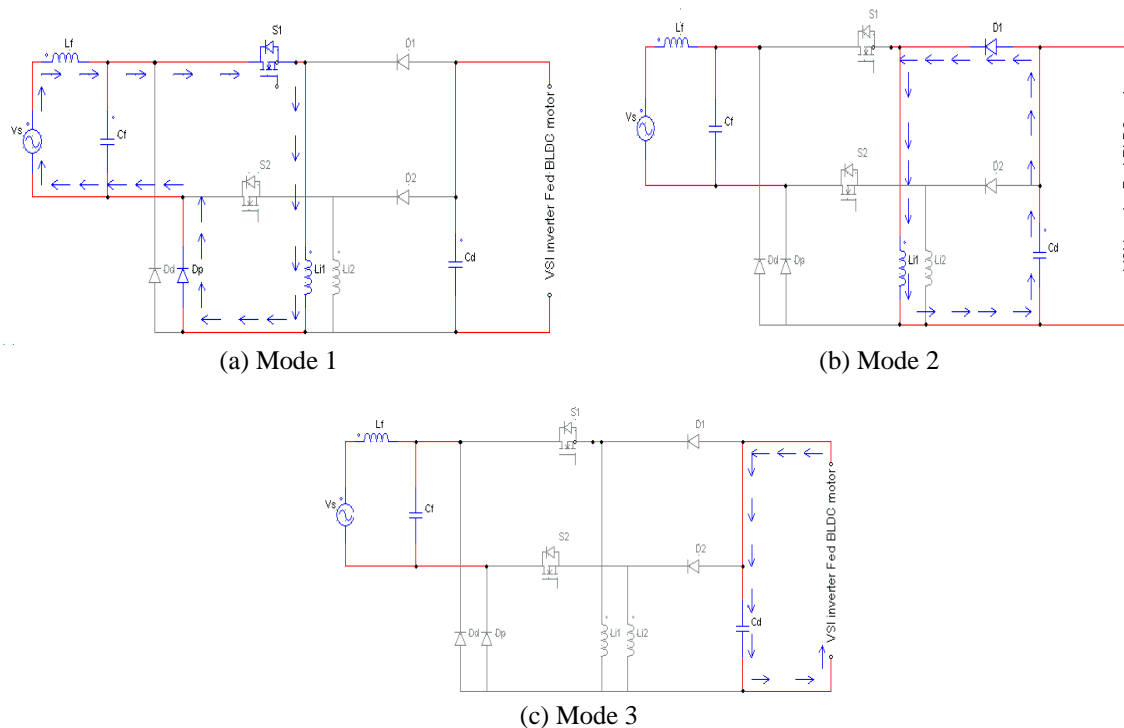 S1
Lf
D1
Vs
Cf
S2
D2
Dd
Dp
Li1
Li2
Cd
VSI inverter Fed BLDC motor
(a) Mode 1
S1
Lf
D1
Vs
Cf
S2
D2
Dd
Dp
Li1
Li2
Cd
(b) Mode 2
S1
Lf
D1
Vs
Cf
S2
D2
Dd
Dp
Li1
Li2
Cd
VSI inverter Fed BLDC motor
(c) Mode 3